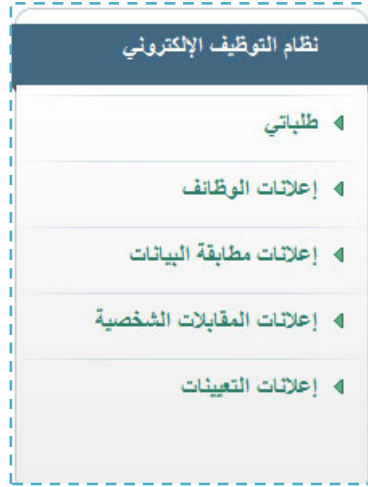 نظام التوظيف الإلكتروني
طلباتي
إعلانات الوظائف
إعلانات مطابقة البيانات
إعلانات المقابلات الشخصية
إعلانات التعيينات